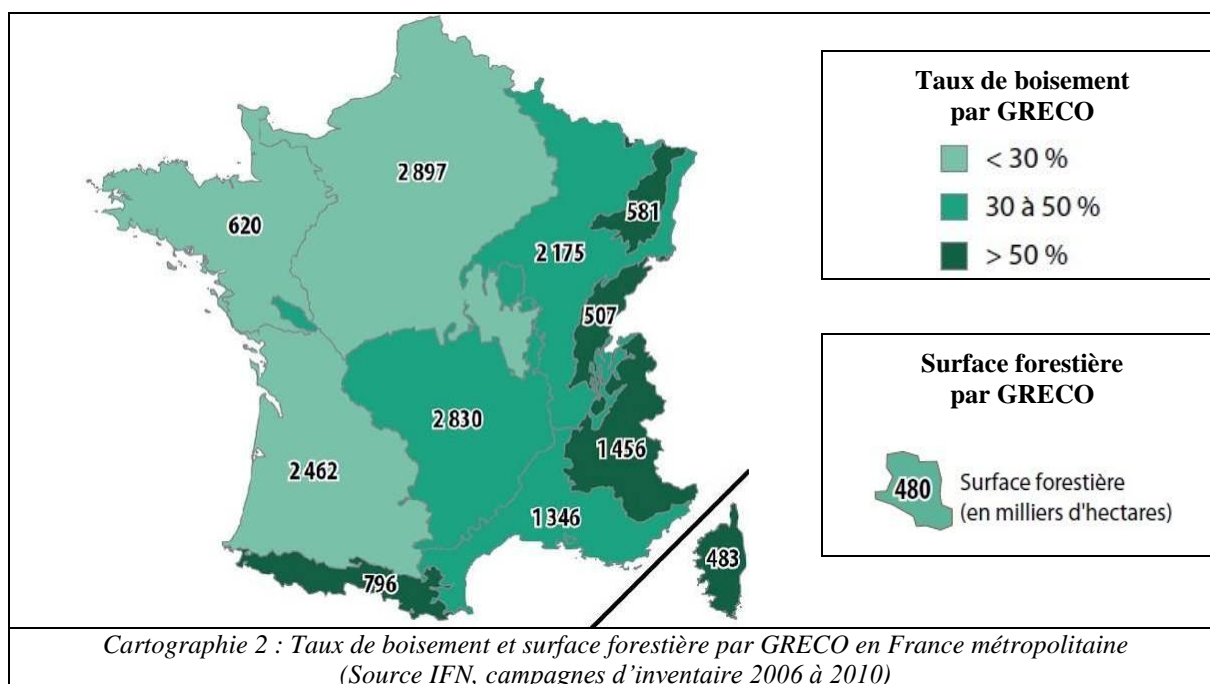 2 897
620
581
2 175
507
2 830
1 456
2 462
1 346
796
483
Taux de boisement
par GRECO
< 30 %
30 à 50 %
> 50 %
Surface forestière
par GRECO
480
Surface forestière
(en milliers d'hectares)
Cartographie 2 : Taux de boisement et surface forestière par GRECO en France métropolitaine
(Source IFN, campagnes d'inventaire 2006 à 2010)